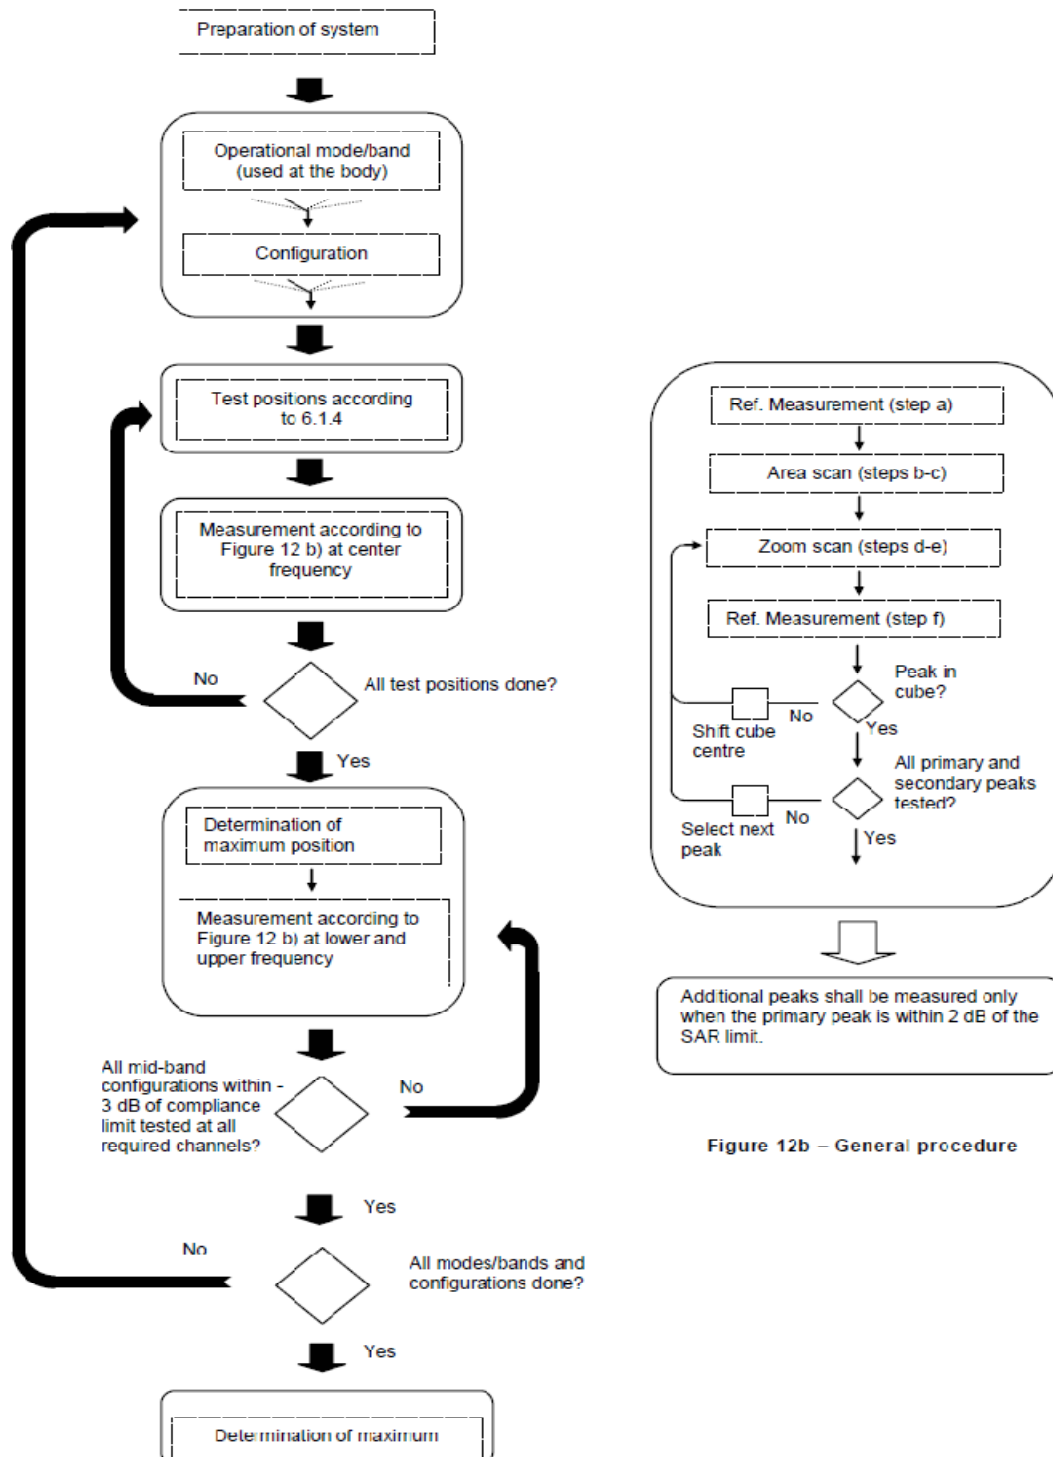 Preparation of system
Operational mode/band
(used at the body)
Configuration
Test positions according
to 6.1.4
Measurement according to
Figure 12 b) at center
frequency
No
All test positions done?
Yes
Determination of
maximum position
Measurement according to
Figure 12 b) at lower and
upper frequency
All mid-band
configurations within -
3 dB of compliance
limit tested at all
required channels?
No
Yes
No
All modes/bands and
configurations done?
Yes
Determination of maximum
Ref. Measurement (step a)
Area scan (steps b-c)
Zoom scan (steps d-e)
Ref. Measurement (step f)
Peak in
cube?
No
Yes
Shift cube
centre
All primary and
secondary peaks
tested?
No
Select next
peak
Yes
Additional peaks shall be measured only
when the primary peak is within 2 dB of the
SAR limit.
Figure 12b – General procedure